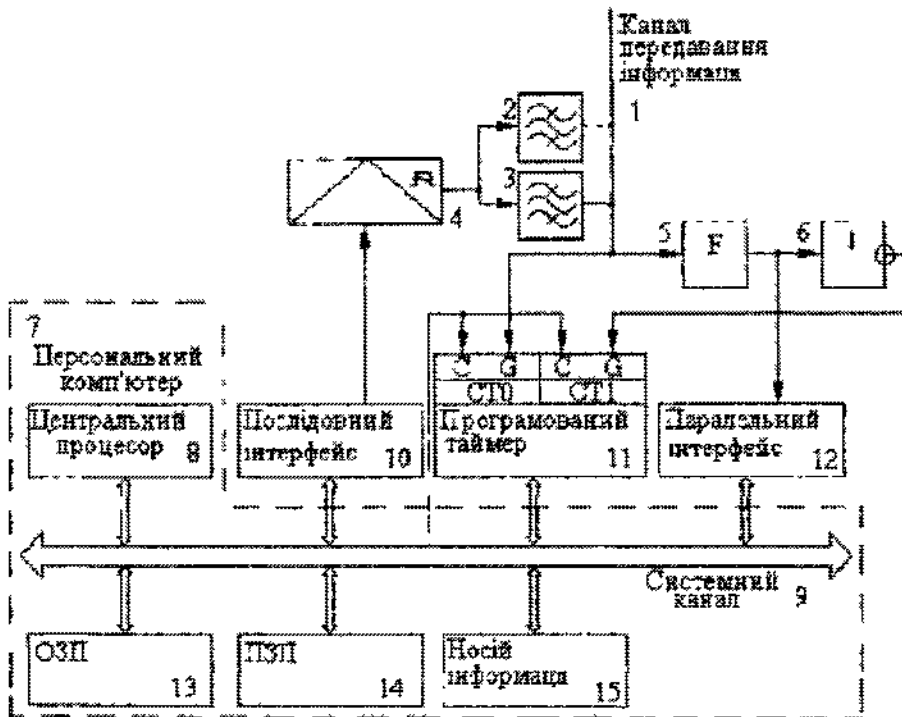 Канал
передавання
інформації
1
2
3
4
5
F
6
1
7
Персональний
комп'ютер
C G C G
CT0 CT1
Центральний
процесор 8
Послідовний
інтерфейс 10
Програмований
таймер 11
Паралельний
інтерфейс 12
Системний
канал 9
ОЗП
13
ПЗП
14
Носій
інформації
15